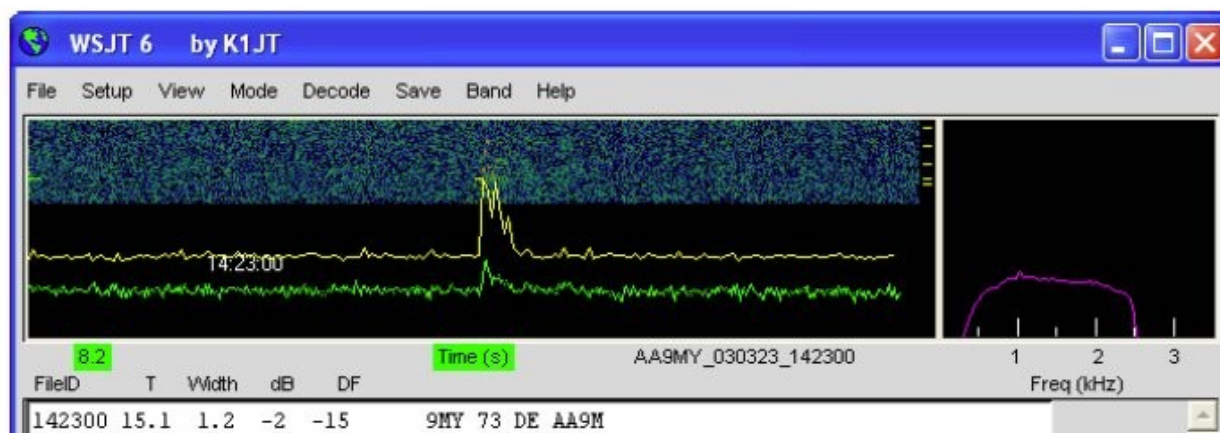 WSJT 6 by K1JT
File Setup View Mode Decode Save Band Help
14:23:00
8.2 Time (s) AA9MY_030323_142300 1 2 3
FileID T Width dB DF Freq (kHz)
142300 15.1 1.2 -2 -15 9MY 73 DE AA9M